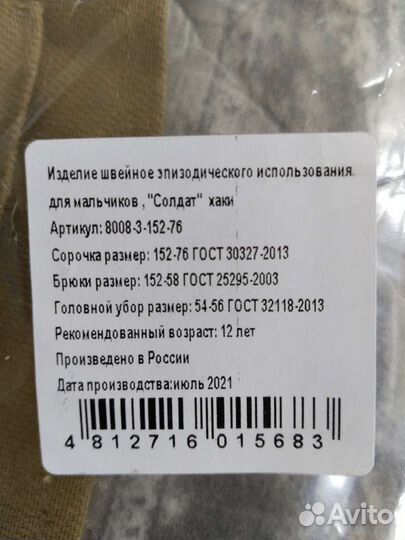 Изделие швейное эпизодического использования.
для мальчиков , "Солдат" хаки
Артикул: 8008-3-152-76
Сорочка размер: 152-76 ГОСТ 30327-2013
Брюки размер: 152-58 ГОСТ 25295-2003
Головной убор размер: 54-56 ГОСТ 32118-2013
Рекомендованный возраст: 12 лет
Произведено в России
Дата производства:июль 2021
4 812716 015683
Avito